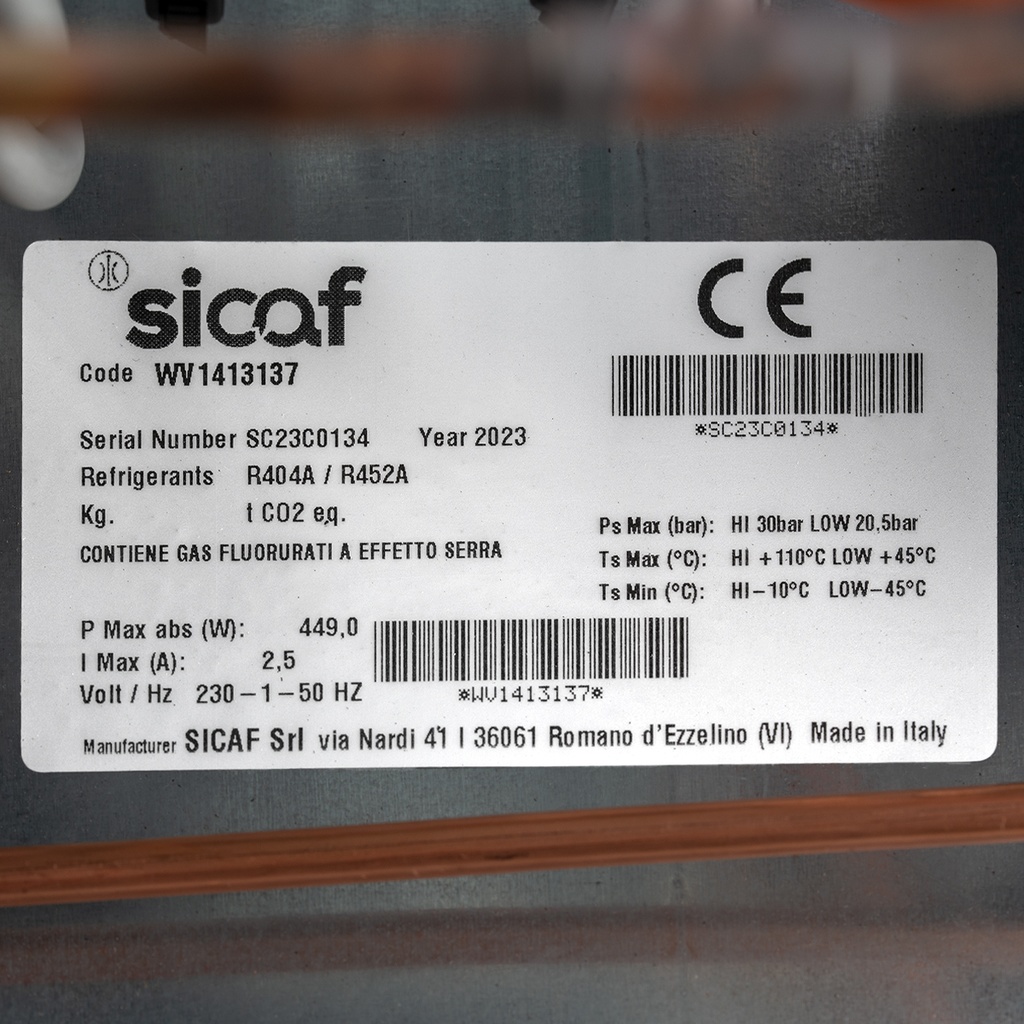 sicaf
CE
Code WV1413137
*SC23C0134*
Serial Number SC23C0134 Year 2023
Refrigerants R404A / R452A
Kg. t CO2 eq.
CONTIENE GAS FLUORURATI A EFFETTO SERRA
Ps Max (bar): HI 30bar LOW 20,5bar
Ts Max (°C): HI +110°C LOW +45°C
Ts Min (°C): HI-10°C LOW-45°C
P Max abs (W): 449,0
I Max (A): 2,5
Volt / Hz 230-1-50 HZ
*WV1413137*
Manufacturer SICAF Srl via Nardi 41 I 36061 Romano d'Ezzelino (VI) Made in Italy